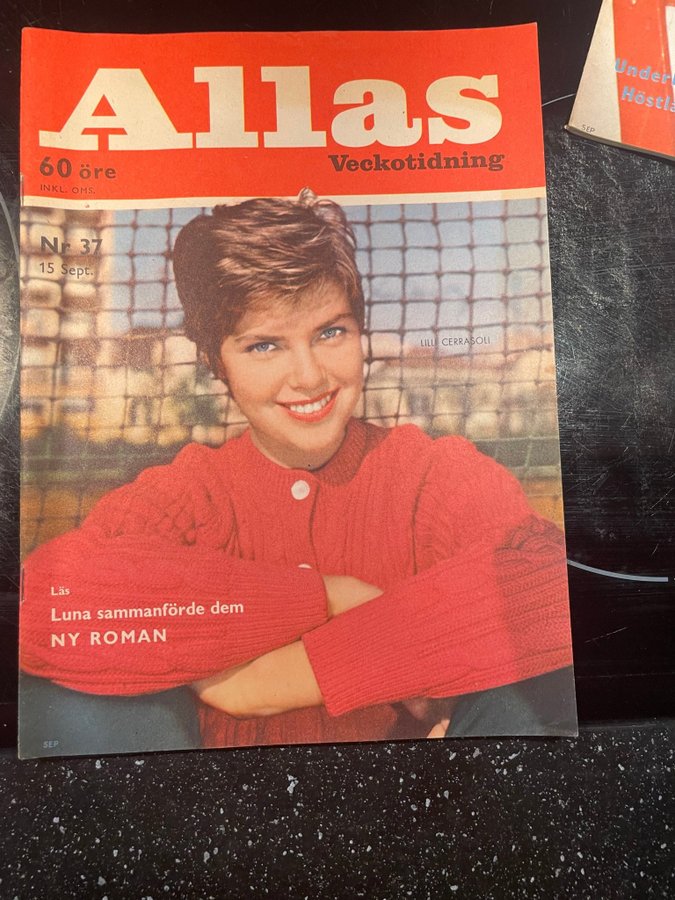 Allas
Veckotidning
60 öre
INKL. OMS.
Nr 37
15 Sept.
LILLI CERRASOLI
Läs
Luna sammanförde dem
NY ROMAN
SEP
SEP